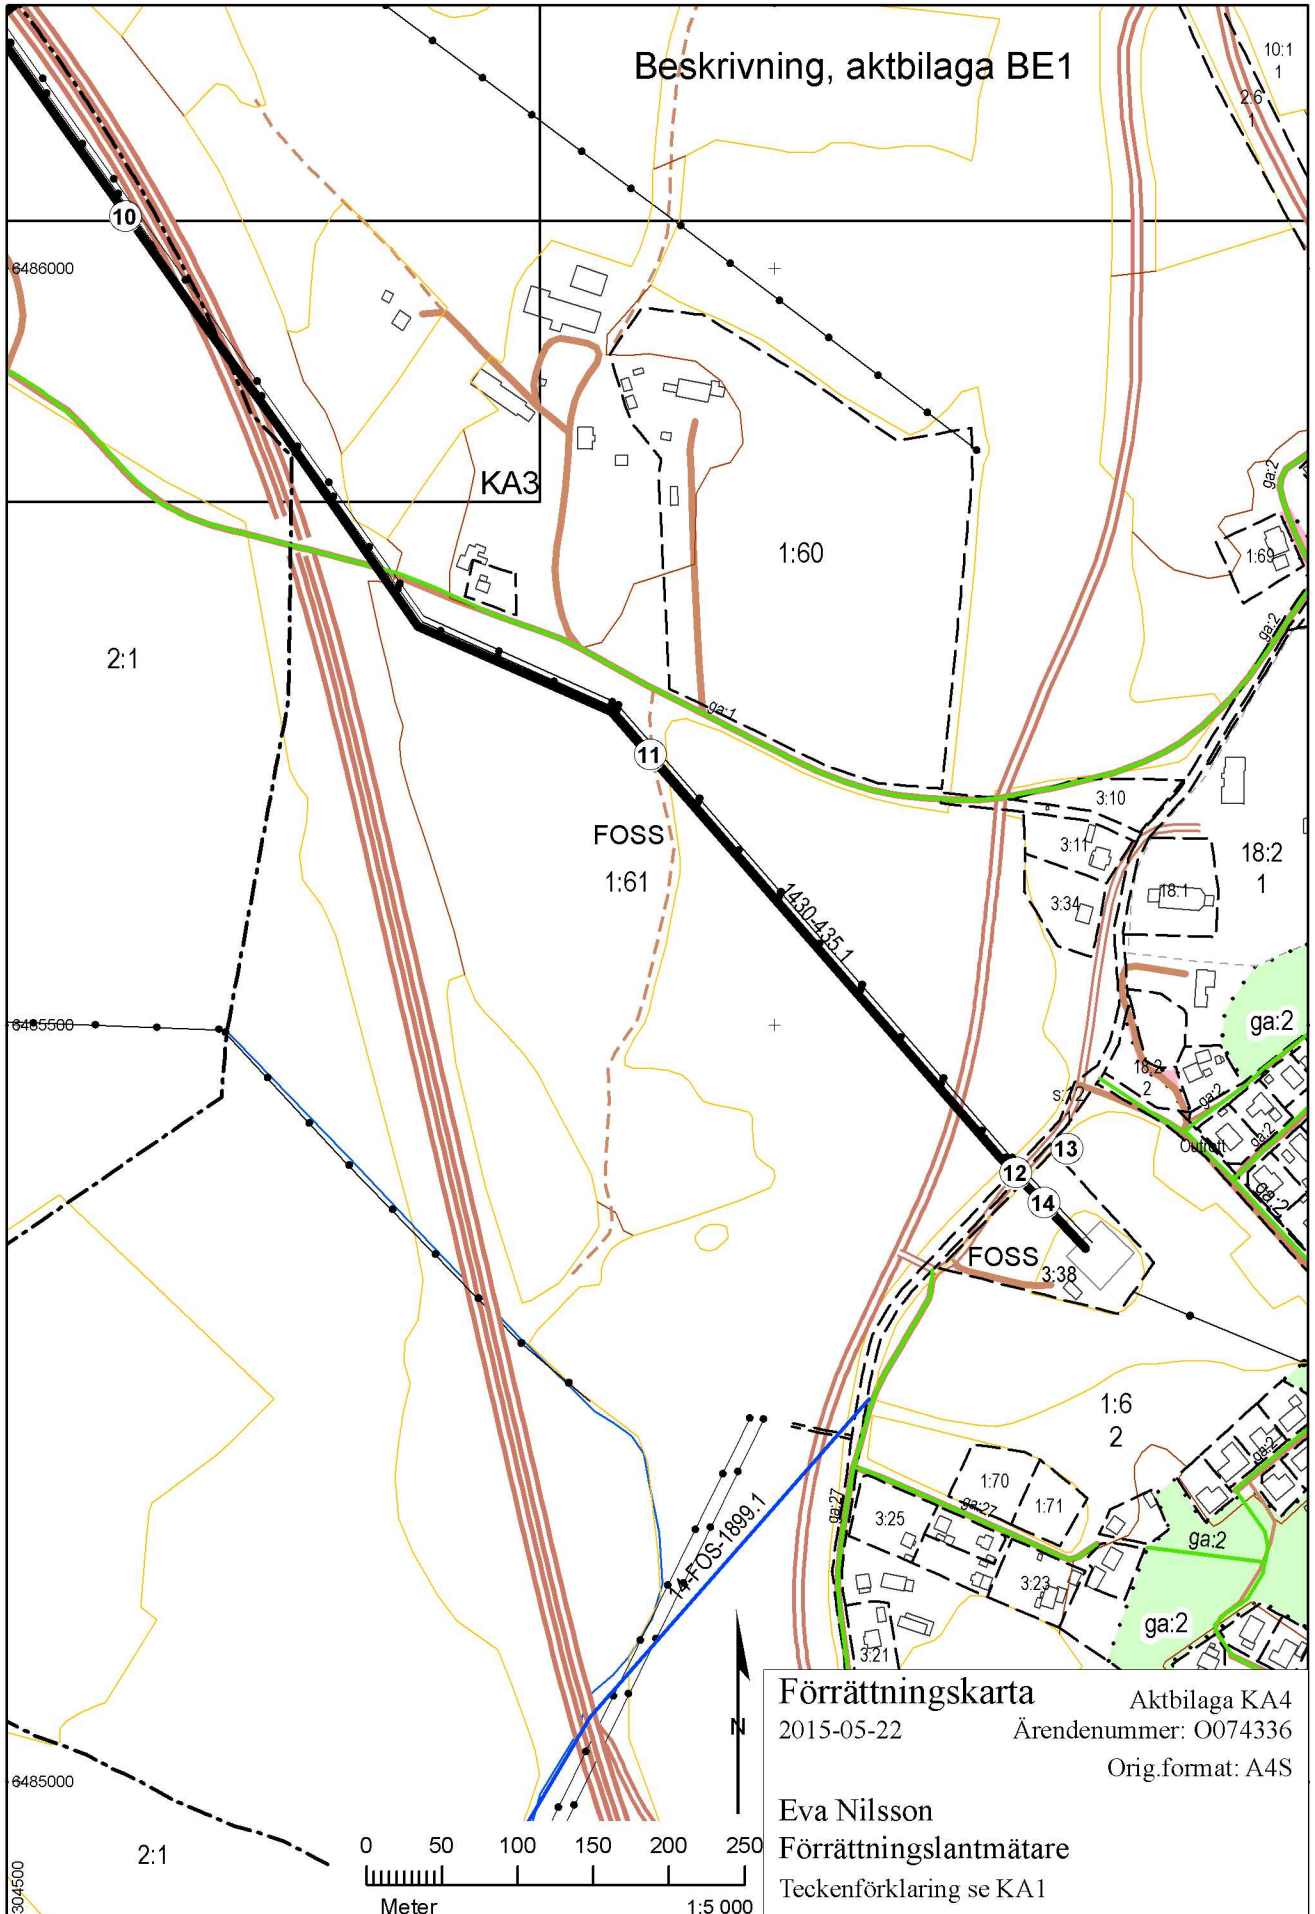 Beskrivning, aktbilaga BE1
10:1
1
2:6
1
10
6486000
KA3
ga:2
1:60
1:69
ga:2
2:1
ga:1
11
3:10
FOSS
3:11
18:2
1
1:61
1430-435.1
18:1
3:34
6485500
ga:2
18:2
2
s:12
ga:2
ga:2
Outrett
13
12
ga:2
14
FOSS
3:38
1:6
2
ga:2
1:70
1:71
ga:27
ga:27
14-FOS-1899.1
3:25
ga:2
3:23
ga:2
3:21
N
6485000
2:1
304500
0 50 100 150 200 250
Meter
1:5 000
Förrättningskarta
Aktbilaga KA4
2015-05-22
Ärendenummer: O074336
Orig.format: A4S
Eva Nilsson
Förrättningslantmätare
Teckenförklaring se KA1